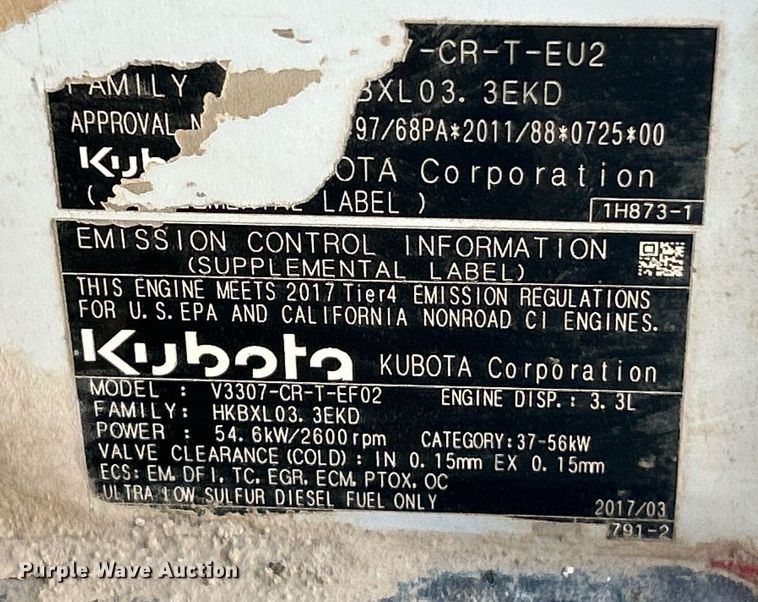 7-CR-T-EU2
FAMILY BXL03. 3EKD
APPROVAL N 97/68PA*2011/88*0725*00
Kub OTA Corporation
( LABEL )
1H873-1
EMISSION CONTROL INFORMATION
(SUPPLEMENTAL LABEL)
THIS ENGINE MEETS 2017 Tier4 EMISSION REGULATIONS
FOR U. S. EPA AND CALIFORNIA NONROAD CI ENGINES.
Kubota KUBOTA Corporation
MODEL : V3307-CR-T-EF02 ENGINE DISP. : 3. 3L
FAMILY: HKBXL03. 3EKD
POWER : 54. 6kW/2600rpm CATEGORY:37-56kW
VALVE CLEARANCE (COLD) : IN 0. 15mm EX 0. 15mm
ECS: EM, DFI, TC, EGR, ECM, PTOX, OC
ULTRA LOW SULFUR DIESEL FUEL ONLY
2017/03
791-2
Purple Wave Auction